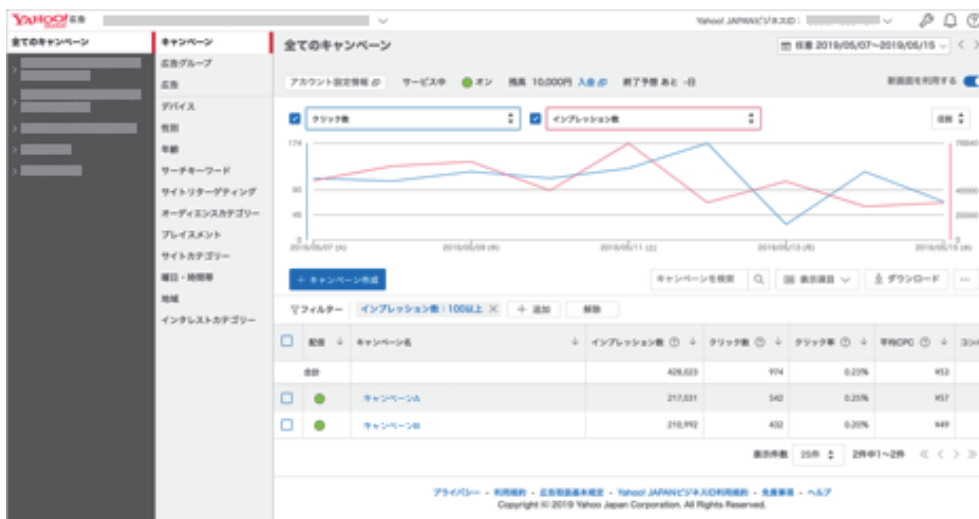 YAHOO! 広告
Yahoo! JAPANビジネスID：
全てのキャンペーン
キャンペーン
広告グループ
広告
デバイス
性別
年齢
サーチキーワード
サイトリターゲティング
オーディエンスカテゴリー
プレイスメント
サイトカテゴリー
曜日・時間帯
地域
インタレストカテゴリー
全てのキャンペーン
任意 2019/05/07～2019/05/15
アカウント設定情報 サービス中 オン 残高 10,000円 入金 終了予想 あと -日
新画面を利用する
クリック数
インプレッション数
日別
174
90
45
0
40000
20000
0
2019/05/07 (火)
2019/05/09 (木)
2019/05/11 (土)
2019/05/13 (月)
2019/05/15 (水)
＋ キャンペーン作成
キャンペーンを検索
表示項目
ダウンロード
フィルター
インプレッション数：100以上 ×
＋ 追加
解除
配信 ↓ キャンペーン名 ↓ インプレッション数 ↓ クリック数 ↓ クリック率 ↓ 平均CPC ↓
合計 428,023 974 0.23% ¥53
キャンペーンA 217,031 542 0.25% ¥57
キャンペーンB 210,992 432 0.20% ¥49
表示件数 25件 2件中1～2件
プライバシー - 利用規約 - 広告取扱基本規定 - Yahoo! JAPANビジネスID利用規約 - 免責事項 - ヘルプ
Copyright (C) 2019 Yahoo Japan Corporation. All Rights Reserved.